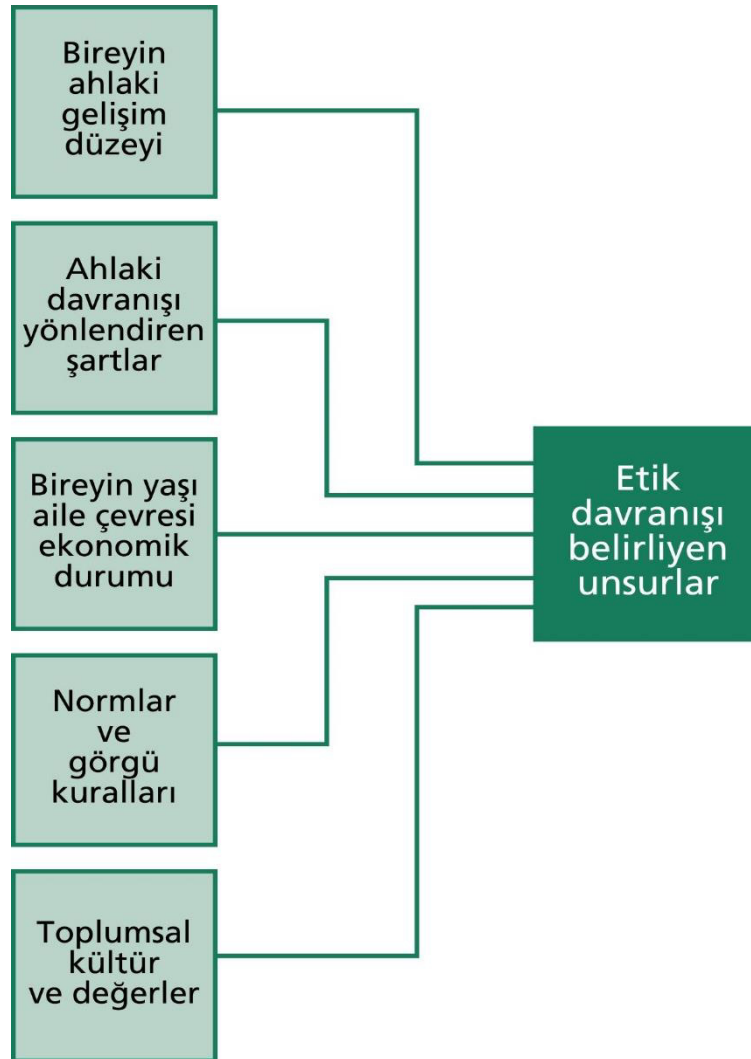 Bireyin
ahlaki
gelişim
düzeyi
Ahlaki
davranışı
yönlendiren
şartlar
Bireyin yaşı
aile çevresi
ekonomik
durumu
Normlar
ve
görgü
kuralları
Toplumsal
kültür
ve değerler
Etik
davranışı
belirliyen
unsurlar